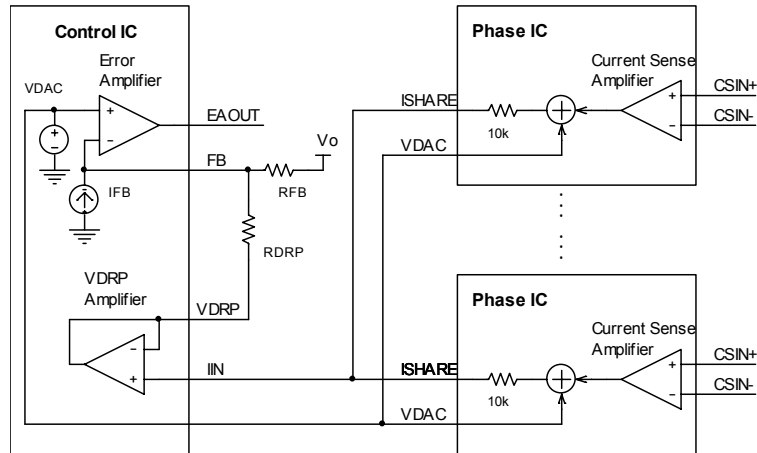 Control IC
Error
Amplifier
VDAC
+
-
+
-
EAOUT
FB
Vo
RFB
IFB
RDRP
VDRP
Amplifier
VDRP
-
+
IIN
Phase IC
Current Sense
Amplifier
CSIN+
+
-
CSIN-
ISHARE
10k
VDAC
Phase IC
Current Sense
Amplifier
CSIN+
+
-
CSIN-
ISHARE
10k
VDAC